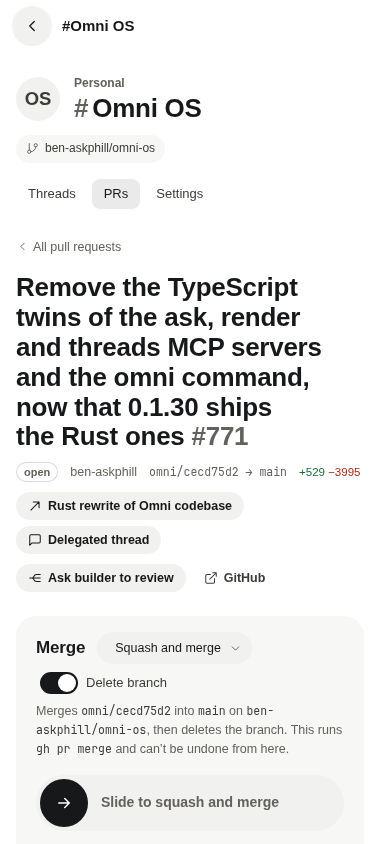 #Omni OS
OS
Personal
# Omni OS
ben-askphill/omni-os
Threads PRs Settings
All pull requests
Remove the TypeScript
twins of the ask, render
and threads MCP servers
and the omni command,
now that 0.1.30 ships
the Rust ones #771
open ben-askphill omni/cecd75d2 → main +529 −3995
Rust rewrite of Omni codebase
Delegated thread
Ask builder to review GitHub
Merge Squash and merge
Delete branch
Merges omni/cecd75d2 into main on ben-
askphill/omni-os, then deletes the branch. This runs
gh pr merge and can’t be undone from here.
Slide to squash and merge